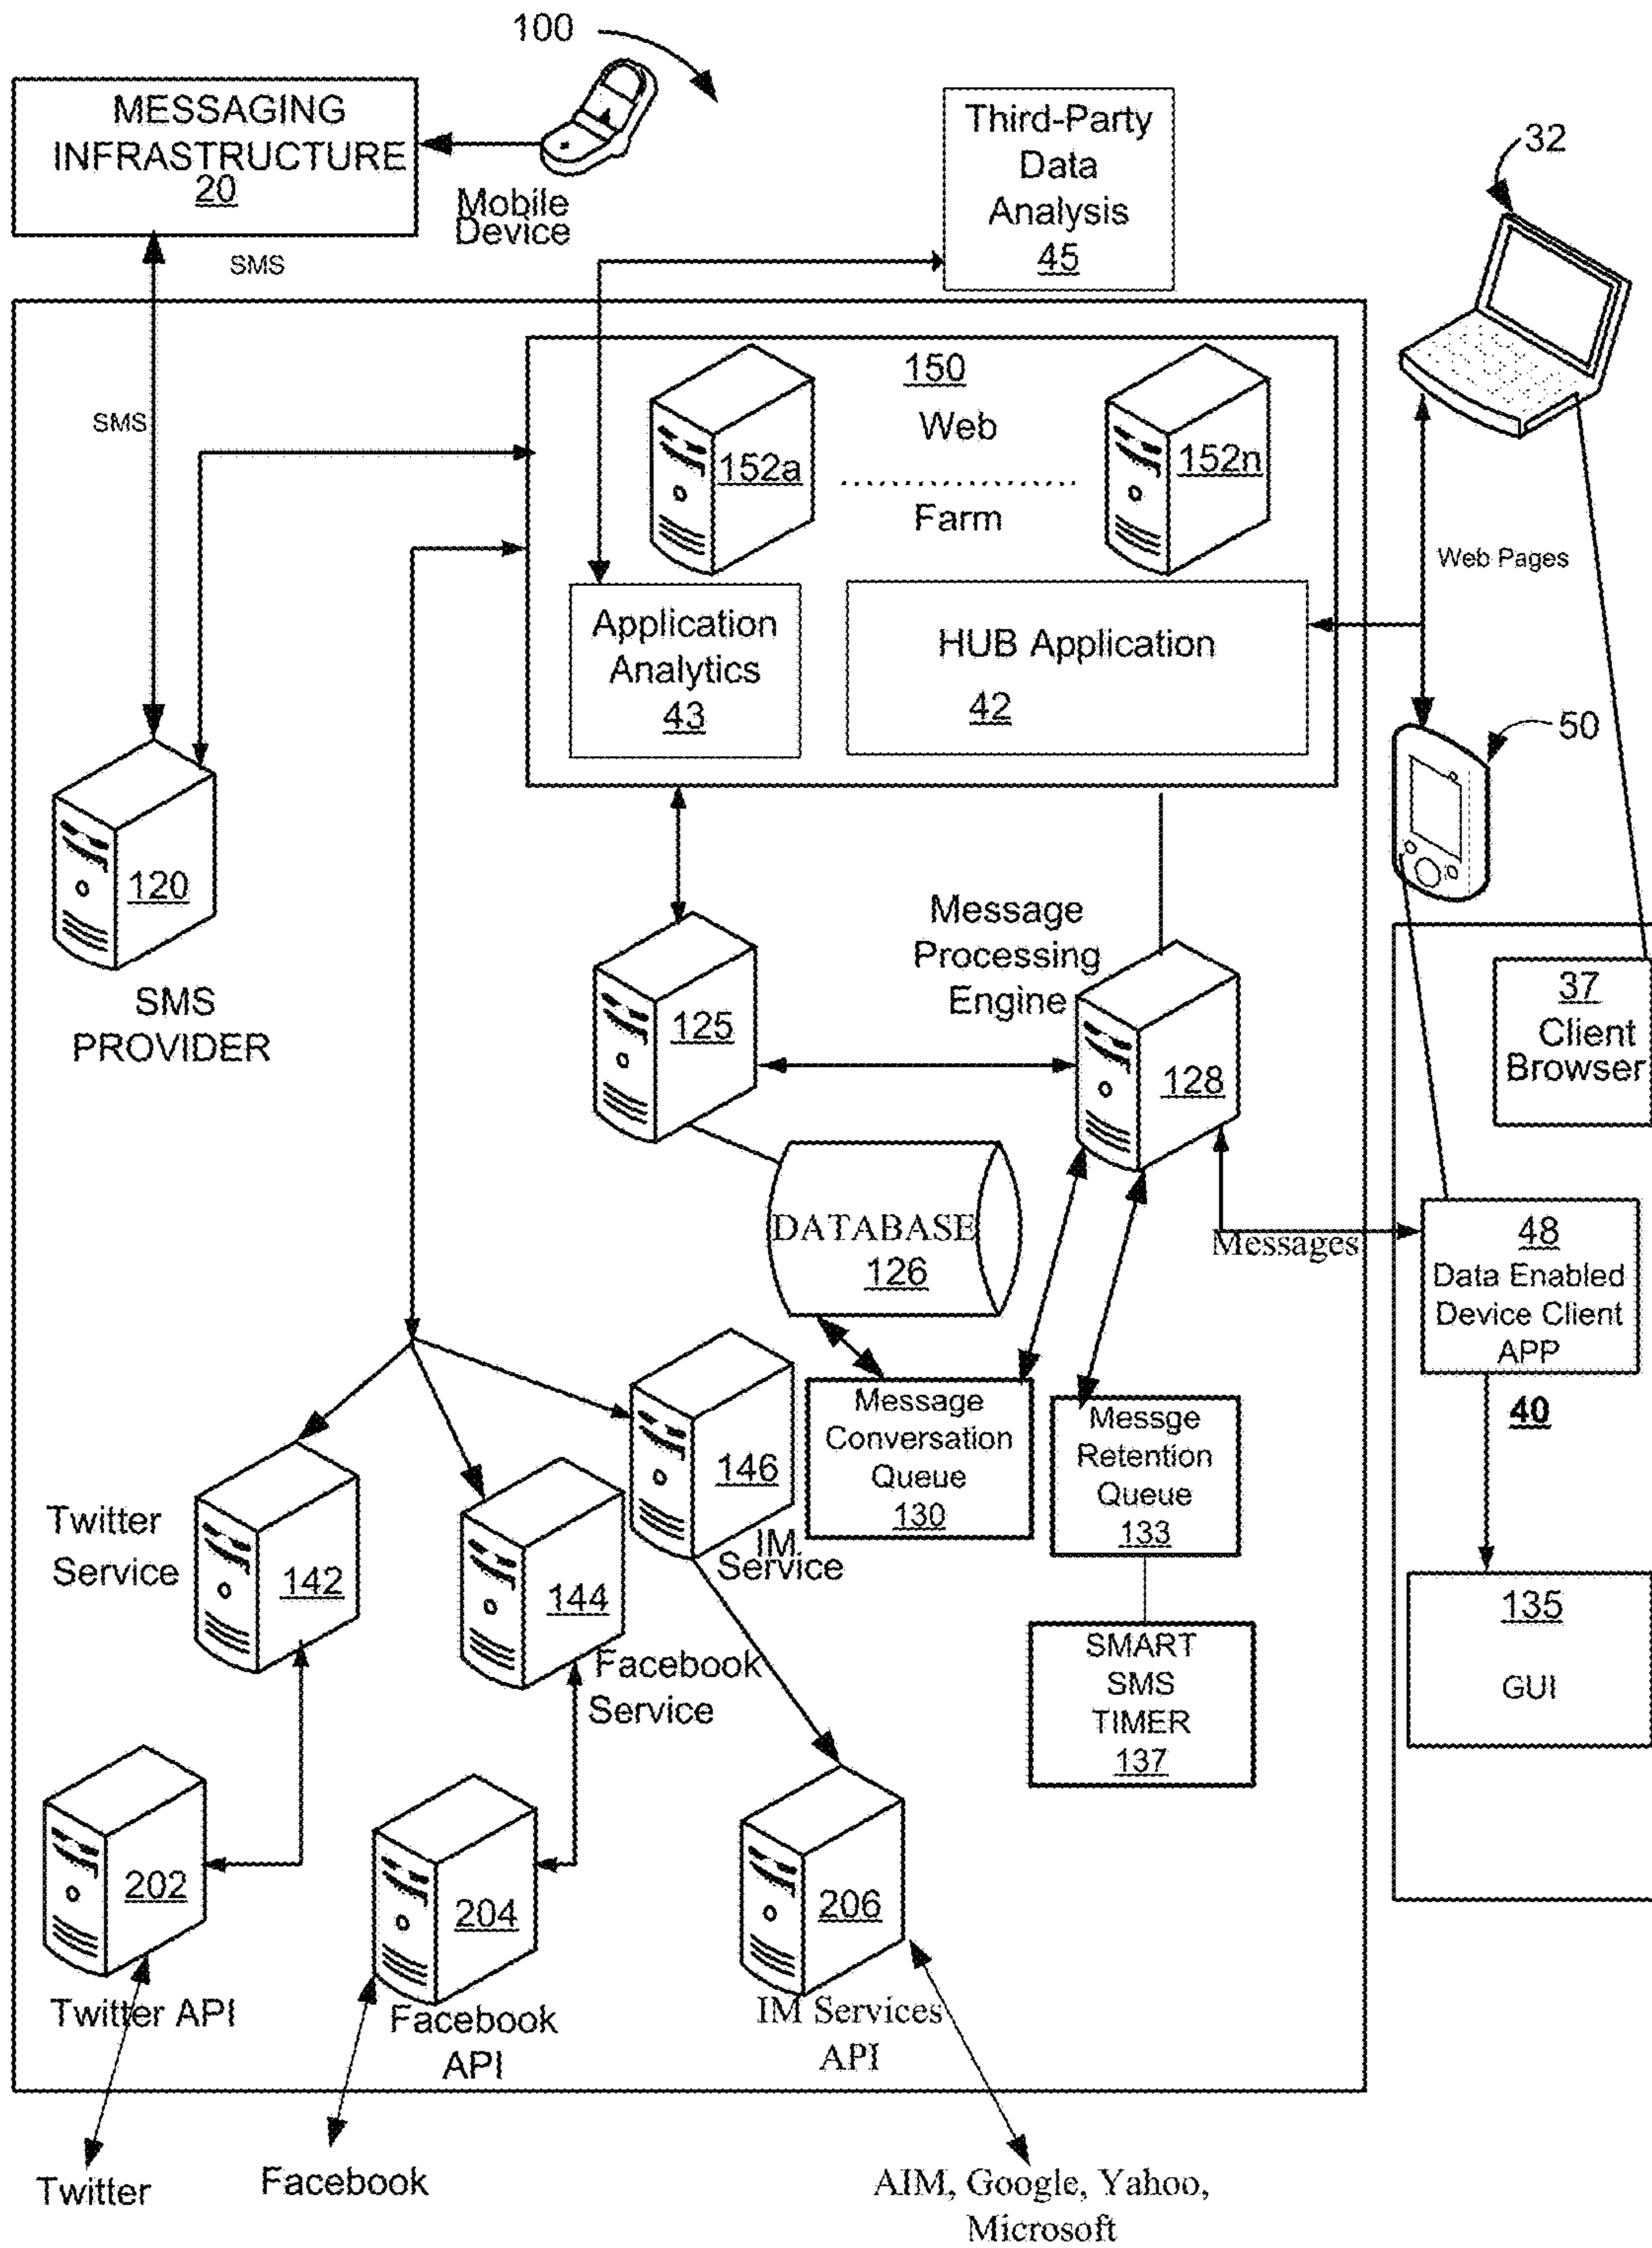 100
MESSAGING
INFRASTRUCTURE
20
Mobile
Device
SMS
Third-Party
Data
Analysis
45
32
150
Web
Farm
152a
152n
SMS
Application
Analytics
43
HUB Application
42
Web Pages
50
120
SMS
PROVIDER
125
Message
Processing
Engine
128
37
Client
Browser
DATABASE
126
Messages
48
Data Enabled
Device Client
APP
40
Message
Conversation
Queue
130
Messge
Retention
Queue
133
146
IM
Service
Twitter
Service
142
144
Facebook
Service
SMART
SMS
TIMER
137
135
GUI
202
Twitter API
204
Facebook
API
206
IM Services
API
Twitter
Facebook
AIM, Google, Yahoo,
Microsoft